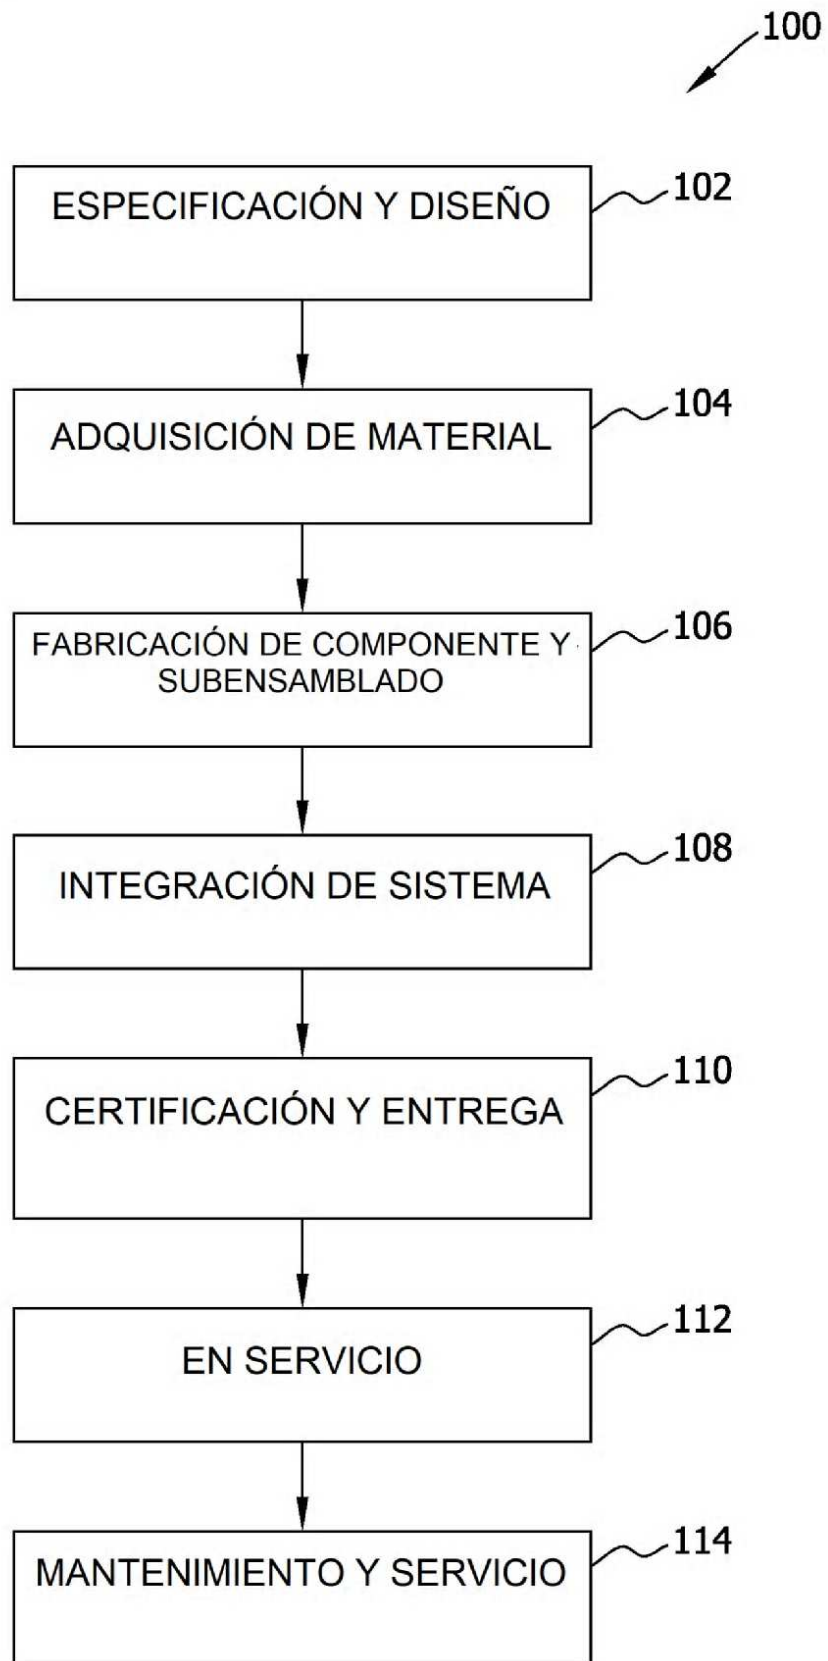 100
ESPECIFICACIÓN Y DISEÑO
102
ADQUISICIÓN DE MATERIAL
104
FABRICACIÓN DE COMPONENTE Y
SUBENSAMBLADO
106
INTEGRACIÓN DE SISTEMA
108
CERTIFICACIÓN Y ENTREGA
110
EN SERVICIO
112
MANTENIMIENTO Y SERVICIO
114